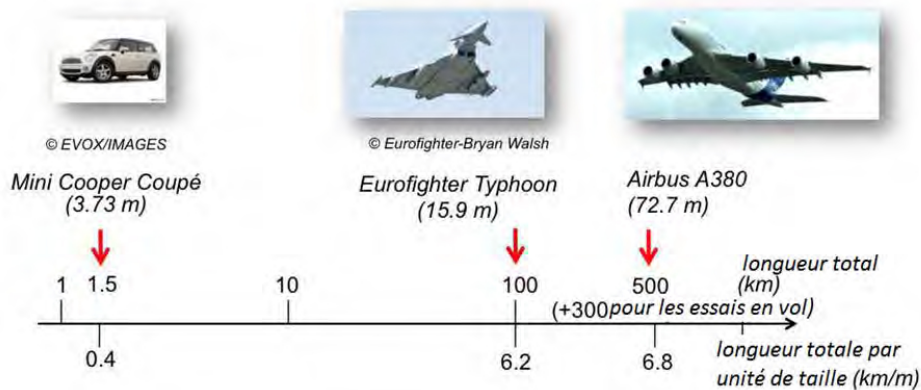 © EVOX/IMAGES
© Eurofighter-Bryan Walsh
Mini Cooper Coupé
(3.73 m)
Eurofighter Typhoon
(15.9 m)
Airbus A380
(72.7 m)
1 1.5 10 100 500
longueur total
(km)
(+300 pour les essais en vol)
0.4 6.2 6.8
longueur totale par
unité de taille (km/m)